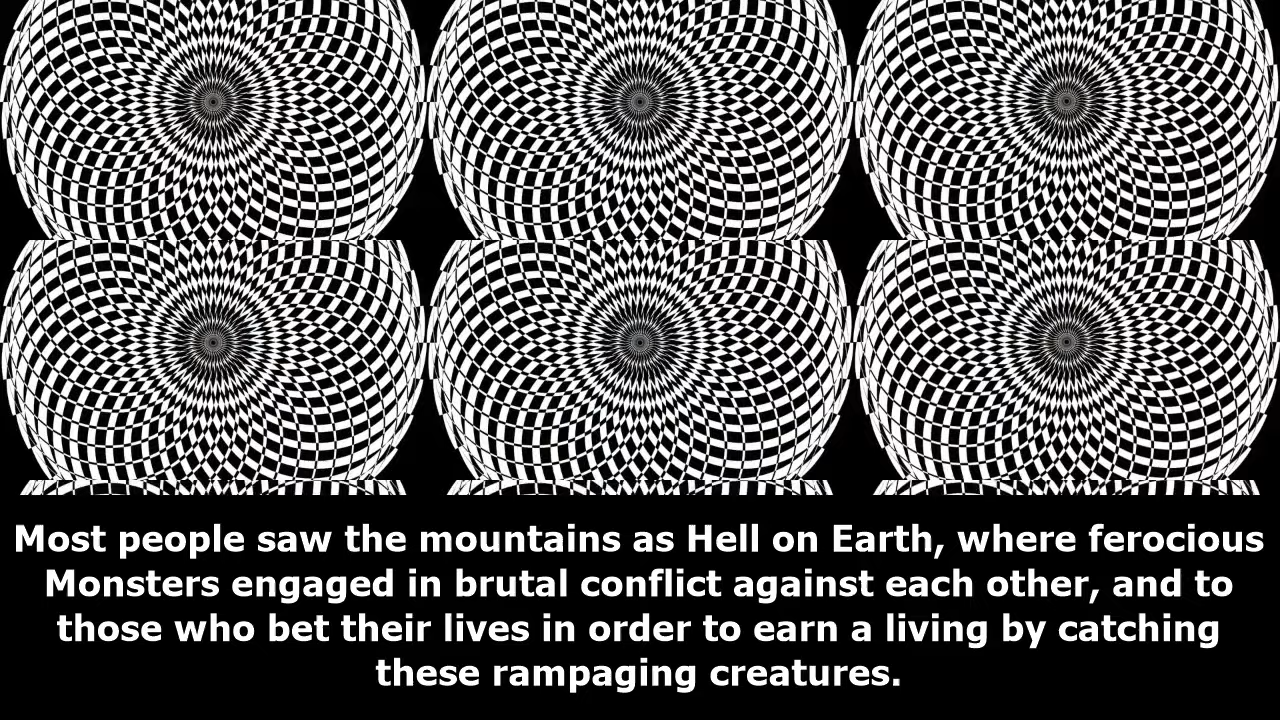 Most people saw the mountains as Hell on Earth, where ferocious
Monsters engaged in brutal conflict against each other, and to
those who bet their lives in order to earn a living by catching
these rampaging creatures.